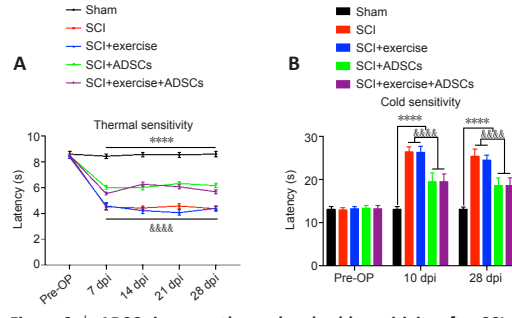 Sham
SCI
SCI+exercise
SCI+ADSCs
SCI+exercise+ADSCs
A
Thermal sensitivity
****
&&&&
Latency (s)
10
8
6
4
2
0
Pre-OP
7 dpi
14 dpi
21 dpi
28 dpi
Sham
SCI
SCI+exercise
SCI+ADSCs
SCI+exercise+ADSCs
B
Cold sensitivity
****
&&&&
****
&&&&
Latency (s)
30
20
10
0
Pre-OP
10 dpi
28 dpi